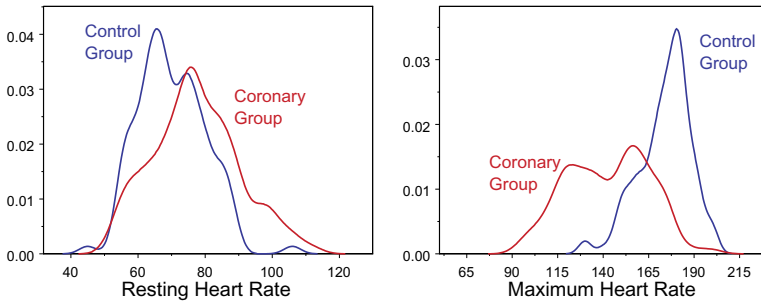 0.04
0.03
0.02
0.01
0.00
Control
Group
Coronary
Group
40 60 80 100 120
Resting Heart Rate
0.03
0.02
0.01
0.00
Control
Group
Coronary
Group
65 90 115 140 165 190 215
Maximum Heart Rate